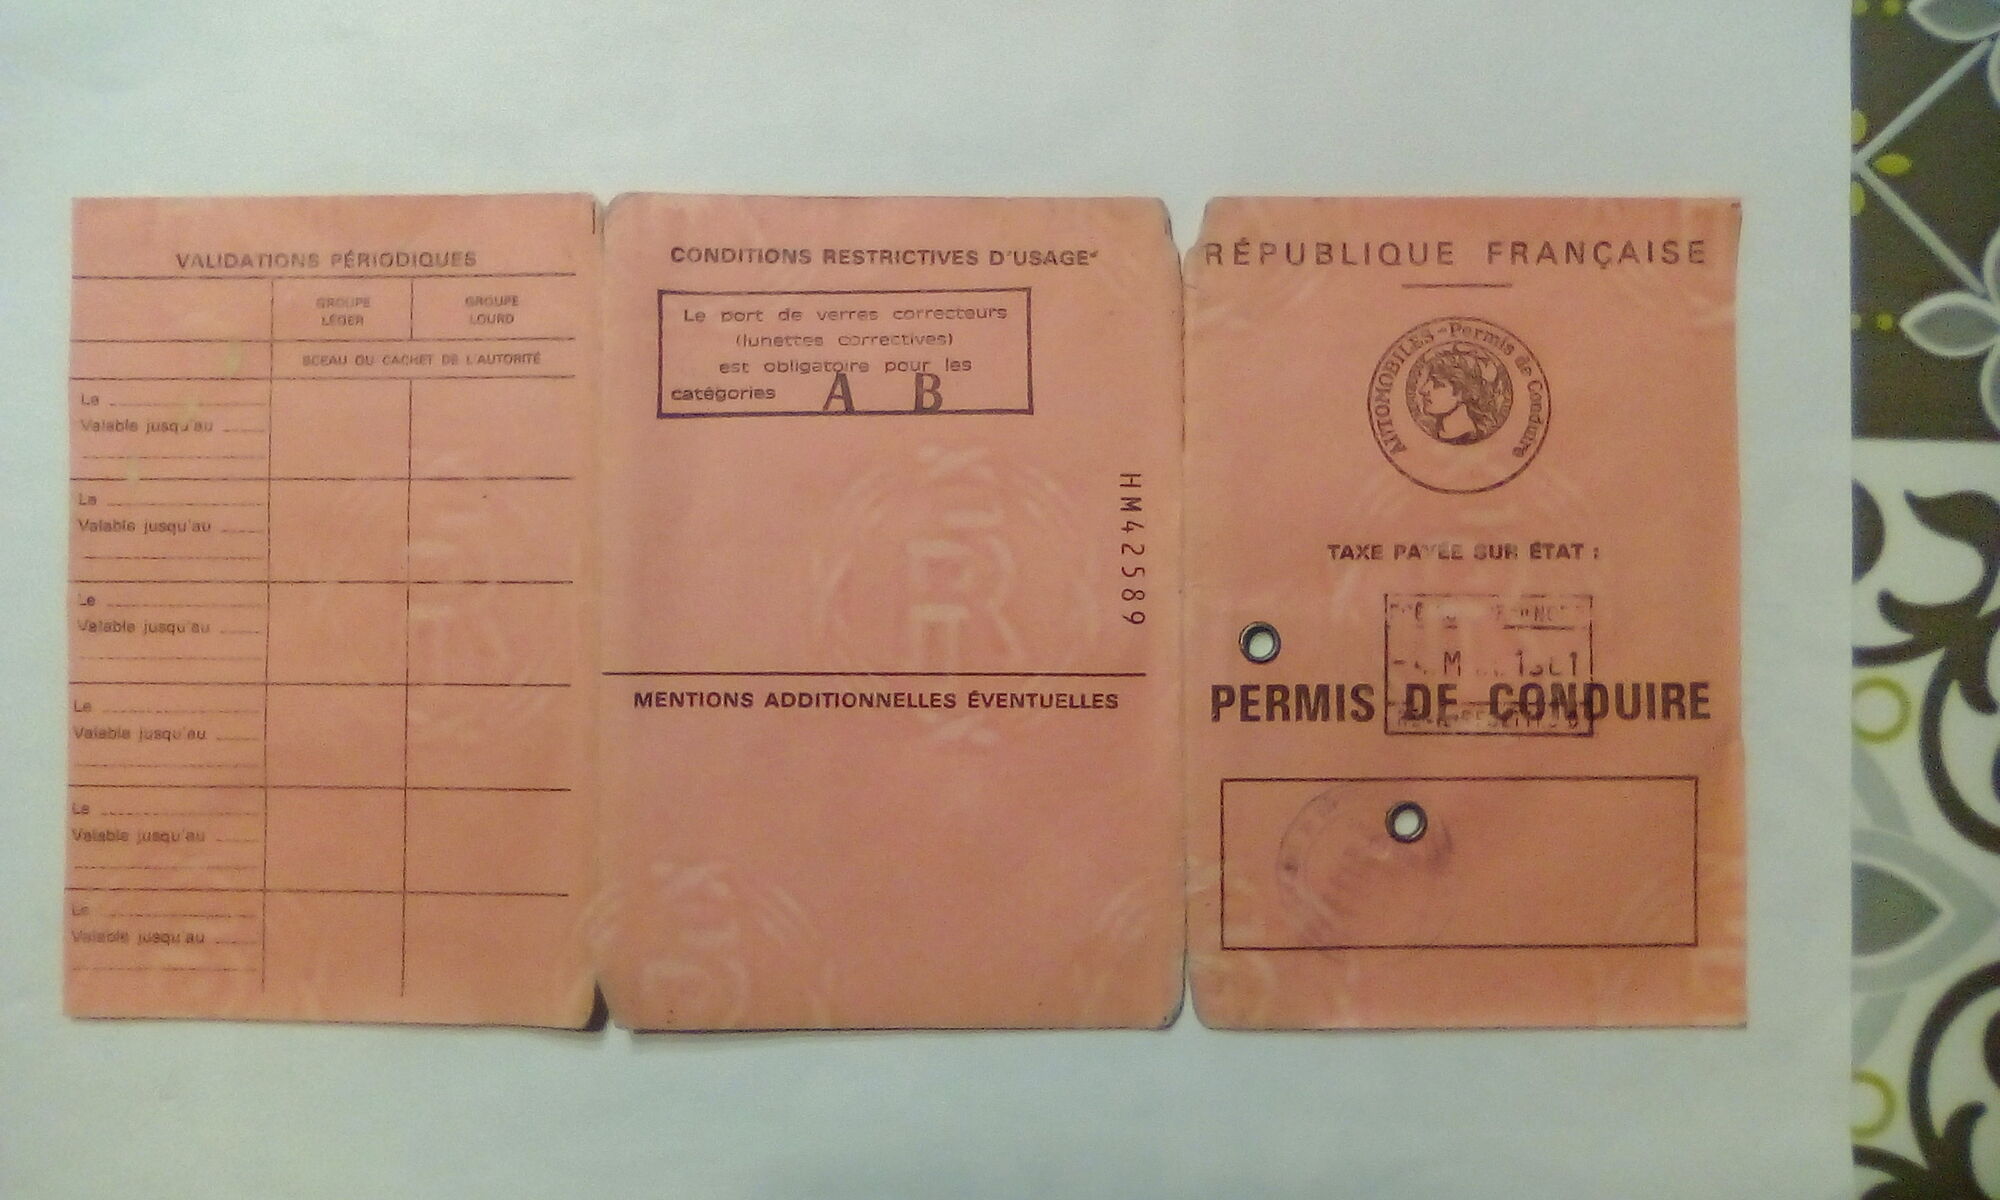 VALIDATIONS PÉRIODIQUES
GROUPE LÉGER
GROUPE LOURD
SCEAU OU CACHET DE L'AUTORITÉ
Le
Valable jusqu'au
Le
Valable jusqu'au
Le
Valable jusqu'au
Le
Valable jusqu'au
Le
Valable jusqu'au
Le
Valable jusqu'au
CONDITIONS RESTRICTIVES D'USAGE
Le port de verres correcteurs
(lunettes correctives)
est obligatoire pour les
catégories A B
HM42589
MENTIONS ADDITIONNELLES ÉVENTUELLES
RÉPUBLIQUE FRANÇAISE
AUTOMOBILES - Permis de Conduire
TAXE PAYÉE SUR ÉTAT :
PERMIS DE CONDUIRE